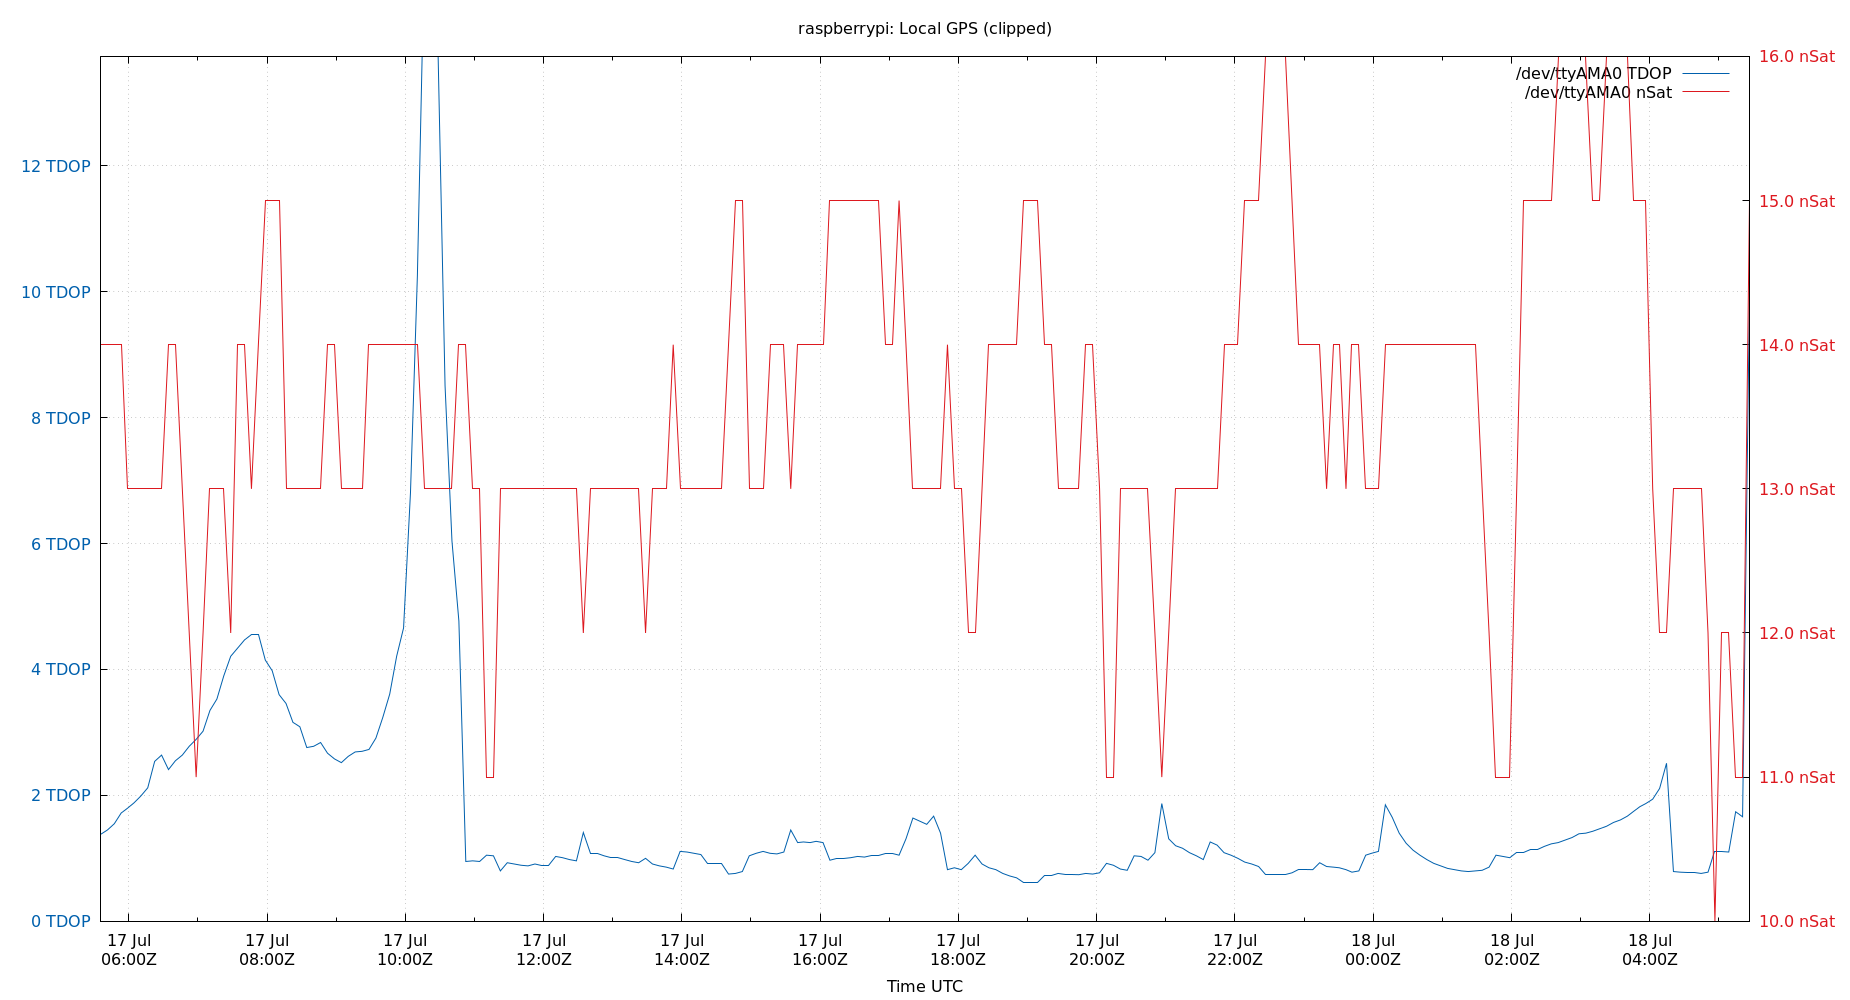 raspberrypi: Local GPS (clipped)
16.0 nSat
/dev/ttyAMA0 TDOP
/dev/ttyAMA0 nSat
12 TDOP
15.0 nSat
10 TDOP
14.0 nSat
8 TDOP
13.0 nSat
6 TDOP
12.0 nSat
4 TDOP
11.0 nSat
2 TDOP
0 TDOP
10.0 nSat
17 Jul 17 Jul 17 Jul 17 Jul 17 Jul 17 Jul 17 Jul 17 Jul 17 Jul 18 Jul 18 Jul 18 Jul
06:00Z 08:00Z 10:00Z 12:00Z 14:00Z 16:00Z 18:00Z 20:00Z 22:00Z 00:00Z 02:00Z 04:00Z
Time UTC